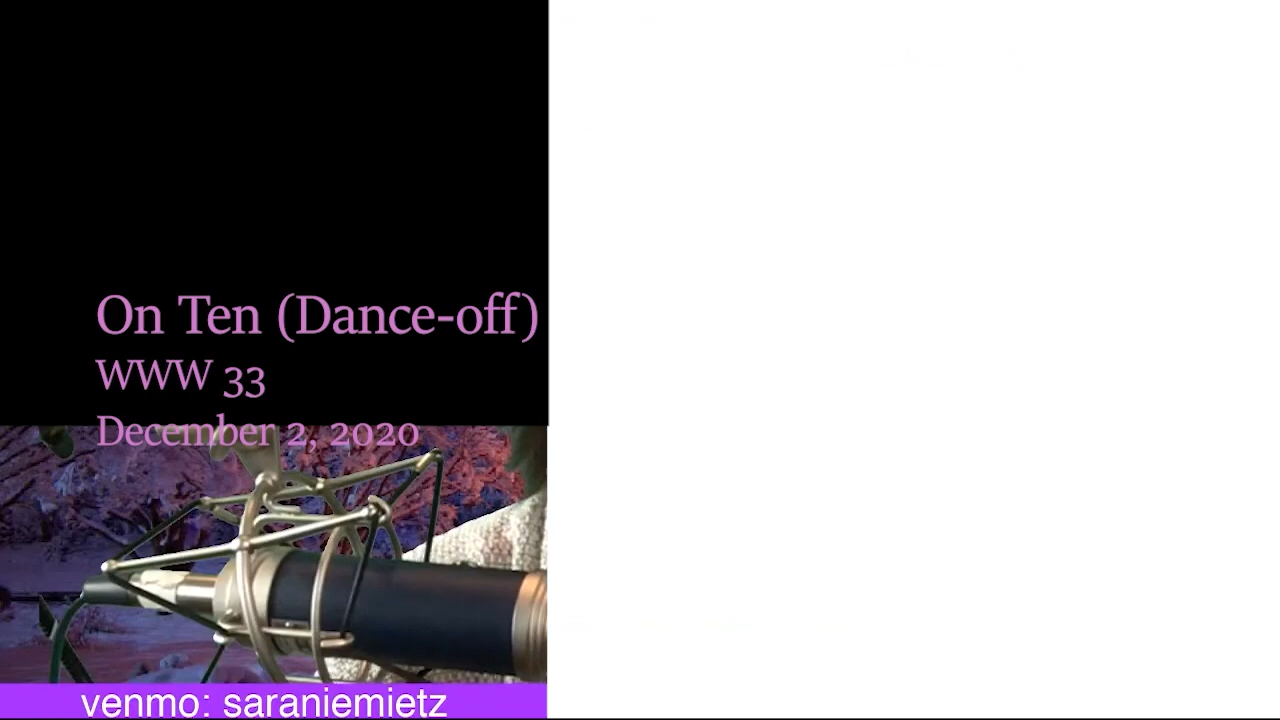 On Ten (Dance-off)
WWW 33
December 2, 2020
venmo: saraniemietz